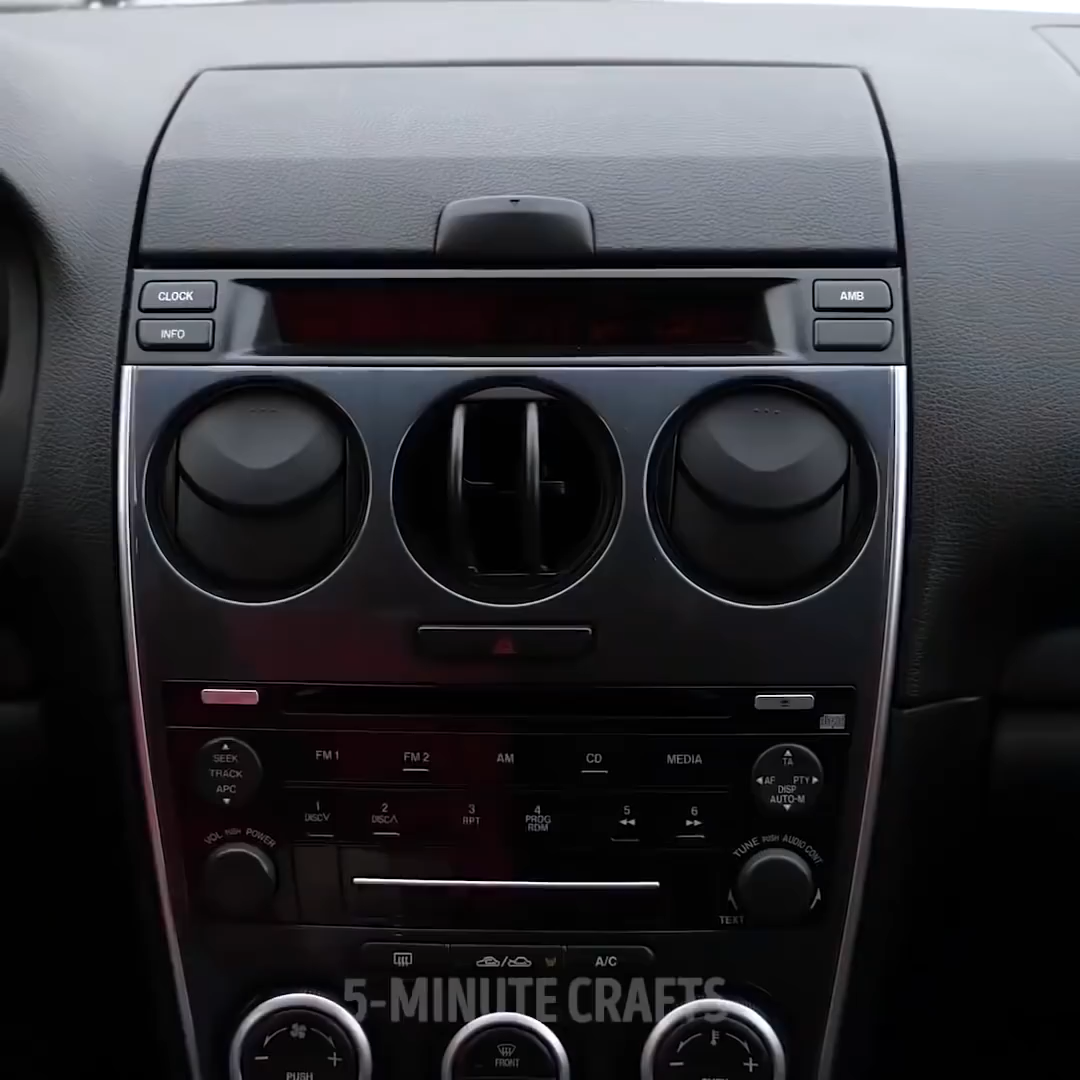 CLOCK
AMB
INFO
SEEK
TRACK
APC
FM 1
FM 2
AM
CD
MEDIA
TA
AF
PTY
DISP
AUTO-M
1
DISC
2
DISC
3
RPT
4
PROG
RDM
5
6
VOL PUSH POWER
TUNE PUSH AUDIO CONT
TEXT
A/C
5-MINUTE CRAFTS
- +
PUSH
FRONT
- +